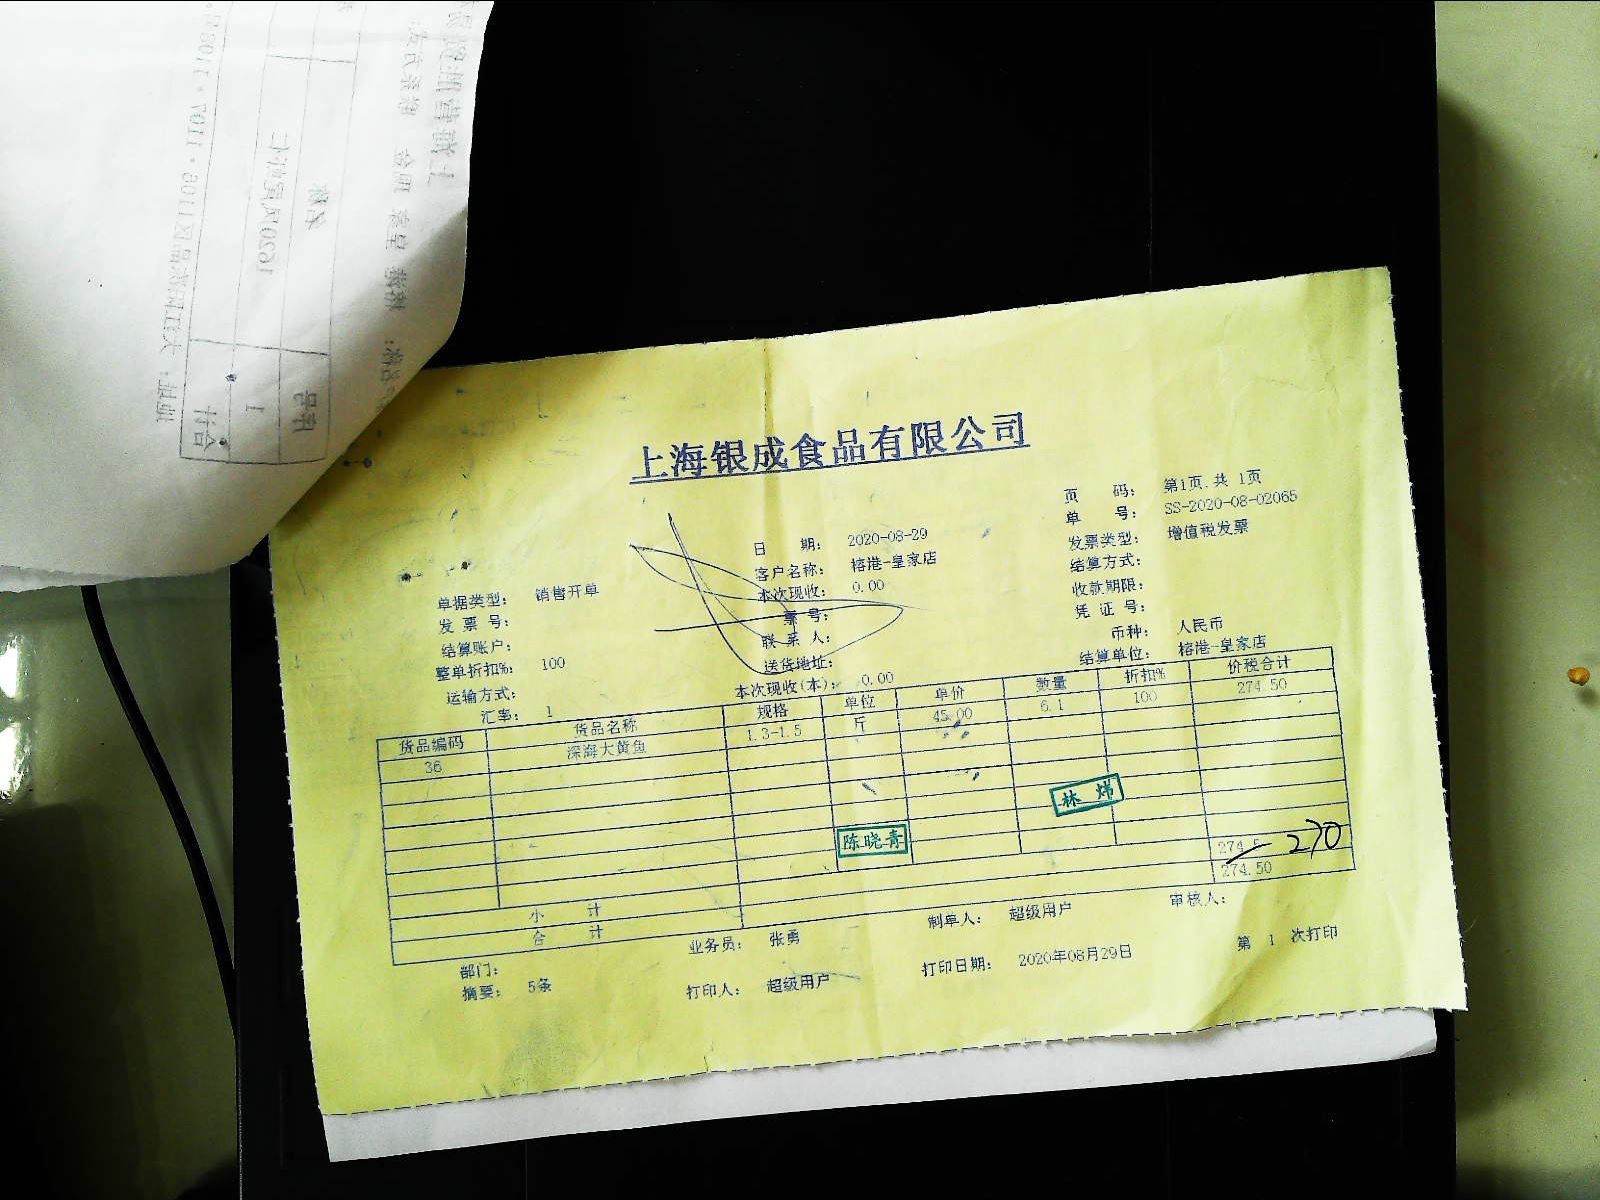 上海银成食品有限公司
页 码: 第1页.共 1页
单 号: SS-2020-08-02065
日 期: 2020-08-29
发票类型: 增值税发票
客户名称: 榕港-皇家店
结算方式:
单据类型: 销售开单
本次现收: 0.00
收款期限:
发 票 号:
票 号:
凭 证 号:
结算账户:
联 系 人:
币种: 人民币
整单折扣%: 100
送货地址:
结算单位: 榕港-皇家店
运输方式:
本次现收(本): 0.00
汇率: 1
货品编码 货品名称 规格 单位 单价 数量 折扣% 价税合计
36 深海大黄鱼 1.3-1.5 斤 45.00 6.1 100 274.50
林炜
陈晓青
小 计 274.5 270
合 计 274.50
部门: 业务员: 张勇 制单人: 超级用户 审核人:
摘要: 5条 打印人: 超级用户 打印日期: 2020年08月29日 第 1 次打印